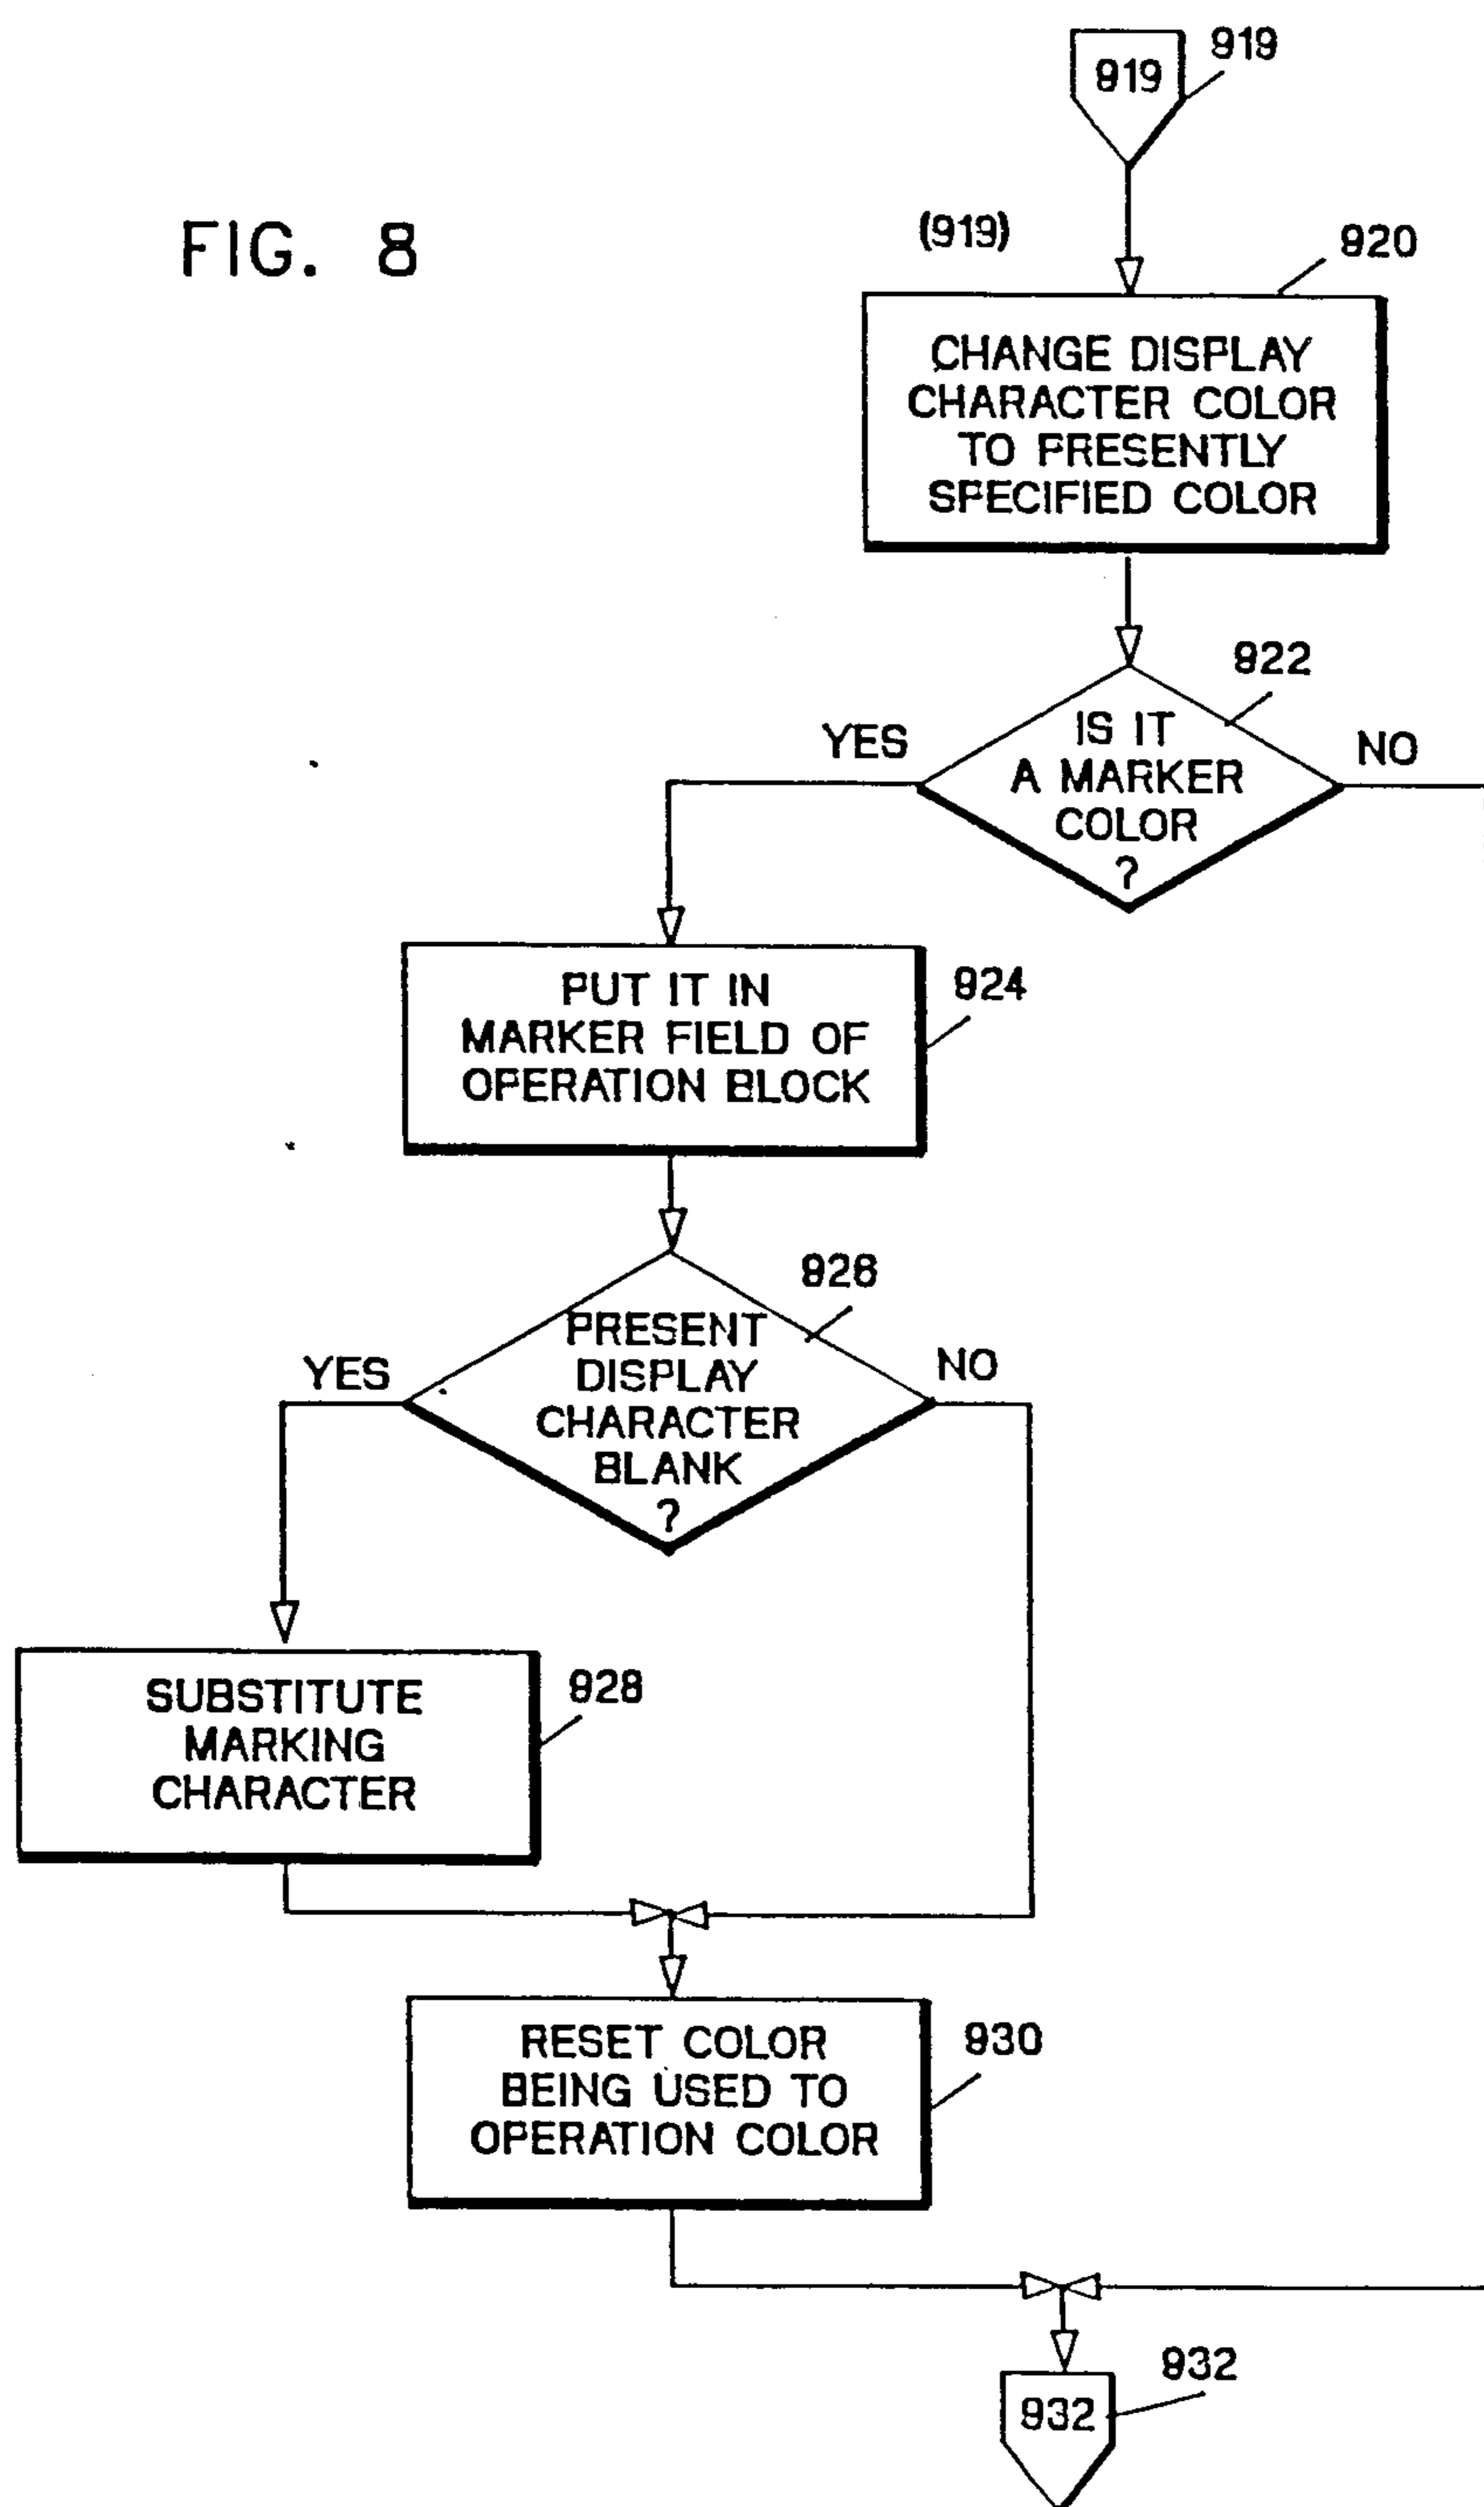 919
919
FIG. 8
(919)
920
CHANGE DISPLAY
CHARACTER COLOR
TO PRESENTLY
SPECIFIED COLOR
922
YES
IS IT
A MARKER
COLOR
?
NO
PUT IT IN
MARKER FIELD OF
OPERATION BLOCK
924
928
YES
PRESENT
DISPLAY
CHARACTER
BLANK
?
NO
SUBSTITUTE
MARKING
CHARACTER
928
RESET COLOR
BEING USED TO
OPERATION COLOR
930
932
932